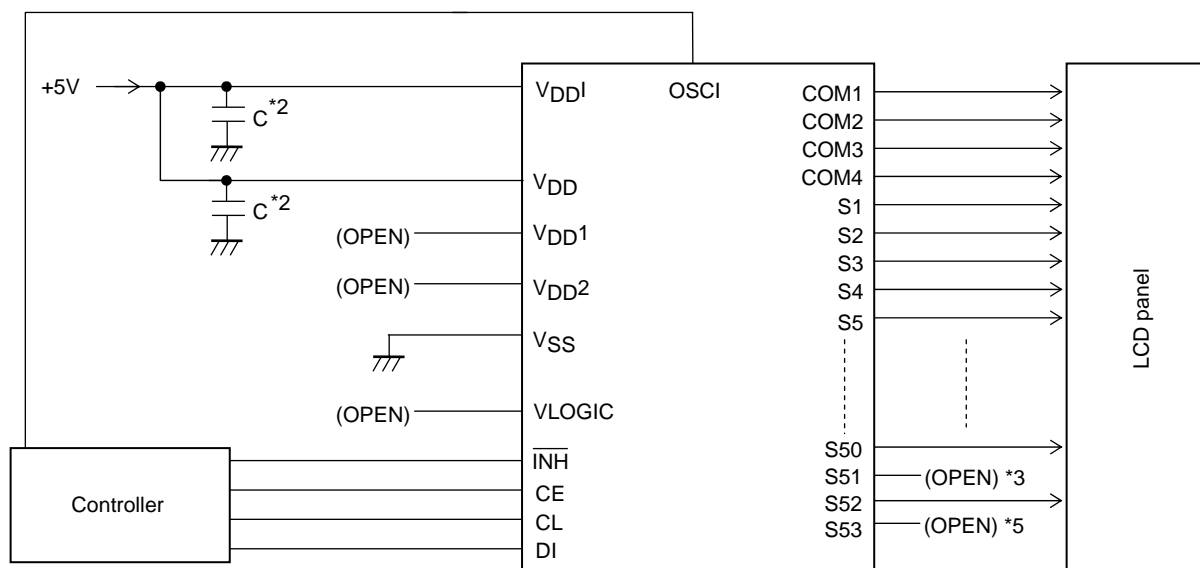 +5V
C*2
C*2
VDDI
OSCI
VDD
(OPEN) VDD1
(OPEN) VDD2
VSS
(OPEN) VLOGIC
INH
CE
CL
DI
Controller
COM1
COM2
COM3
COM4
S1
S2
S3
S4
S5
S50
S51 (OPEN) *3
S52
S53 (OPEN) *5
LCD panel